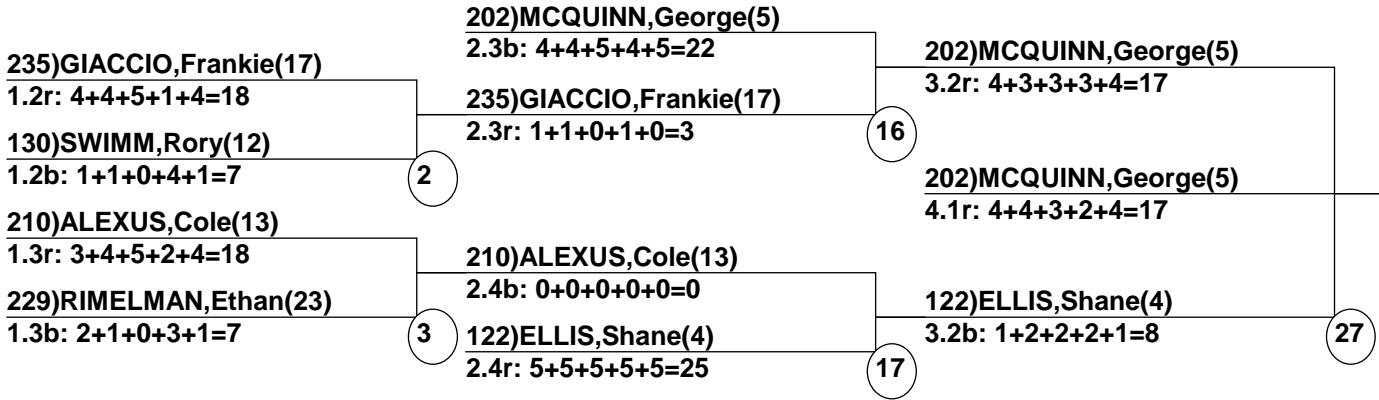 235)GIACCIO,Frankie(17)
1.2r: 4+4+5+1+4=18
130)SWIMM,Rory(12)
1.2b: 1+1+0+4+1=7
2
210)ALEXUS,Cole(13)
1.3r: 3+4+5+2+4=18
229)RIMELMAN,Ethan(23)
1.3b: 2+1+0+3+1=7
3
202)MCQUINN,George(5)
2.3b: 4+4+5+4+5=22
235)GIACCIO,Frankie(17)
2.3r: 1+1+0+1+0=3
16
210)ALEXUS,Cole(13)
2.4b: 0+0+0+0+0=0
122)ELLIS,Shane(4)
2.4r: 5+5+5+5+5=25
17
202)MCQUINN,George(5)
3.2r: 4+3+3+3+4=17
202)MCQUINN,George(5)
4.1r: 4+4+3+2+4=17
122)ELLIS,Shane(4)
3.2b: 1+2+2+2+1=8
27